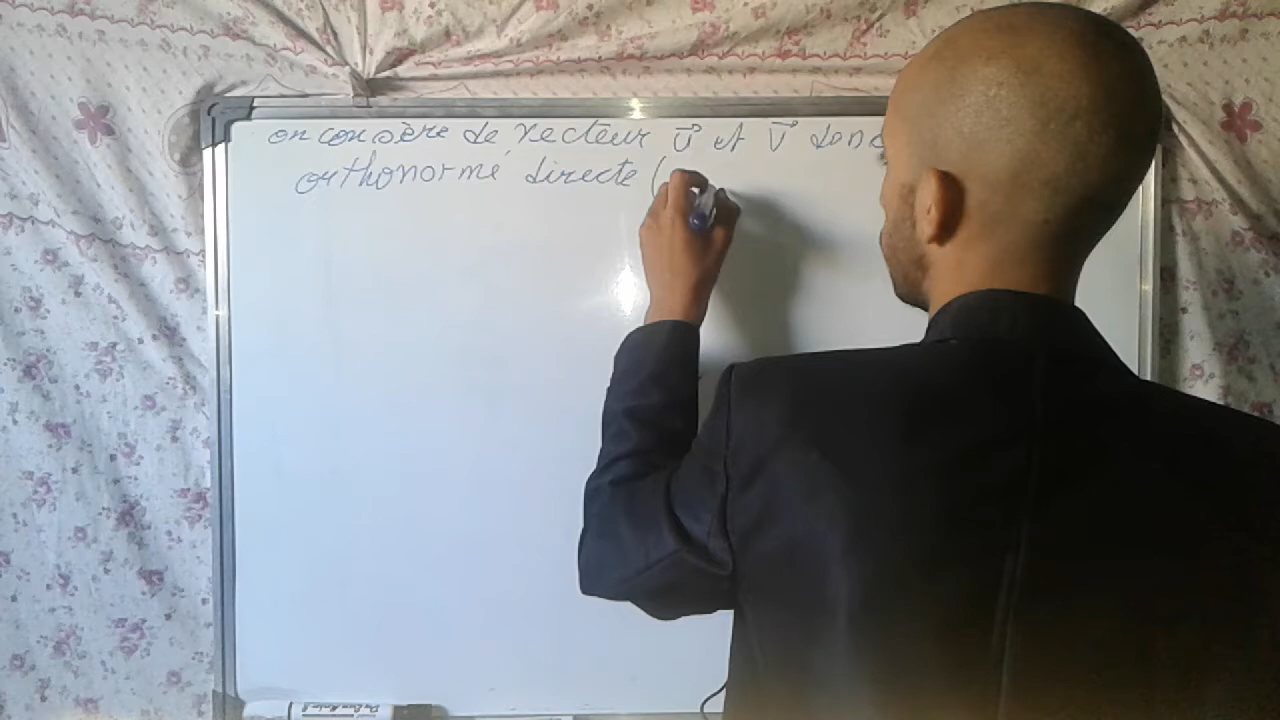 on considère de vecteur u⃗ et v⃗ dans
orthonormé directe (